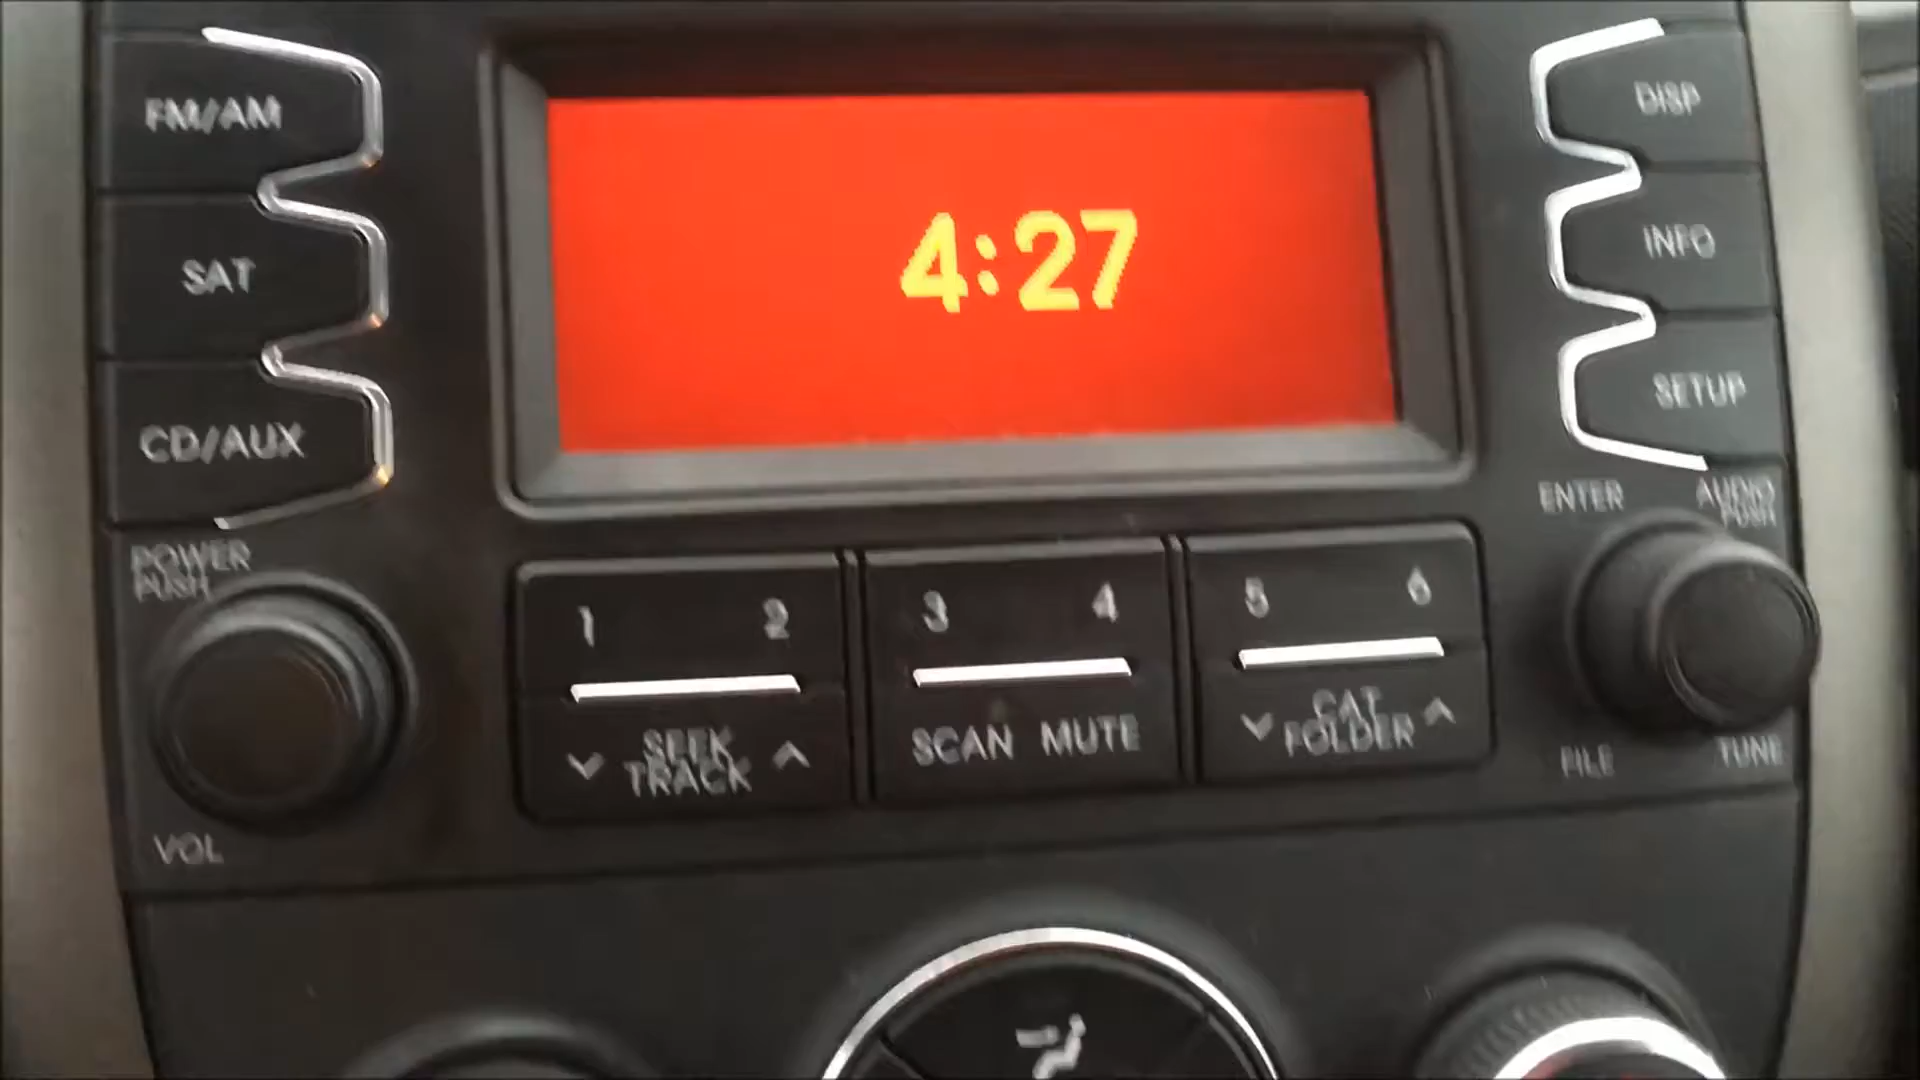 FM/AM
SAT
CD/AUX
POWER
PUSH
VOL
4:27
1 2
SEEK
TRACK
3 4
SCAN MUTE
5 6
CAT
FOLDER
DISP
INFO
SETUP
ENTER
AUDIO
PUSH
FILE
TUNE